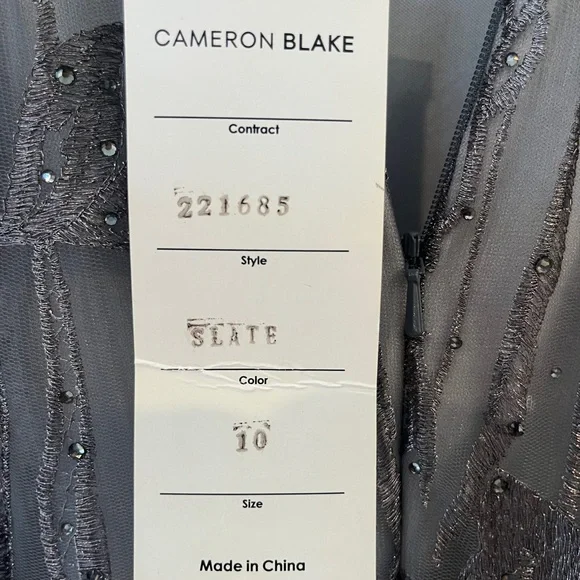 CAMERON BLAKE
Contract
221685
Style
SLATE
Color
10
Size
Made in China